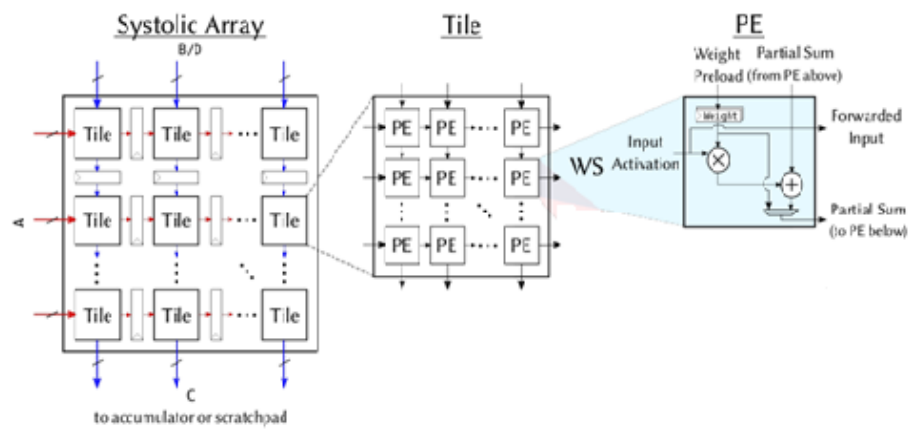 Systolic Array
B/D
Tile Tile Tile
A
Tile Tile Tile
Tile Tile Tile
C
to accumulator or scratchpad
Tile
PE PE PE
PE PE PE
PE PE PE
WS
PE
Weight Preload
Partial Sum (from PE above)
Weight
Input Activation
Forwarded Input
Partial Sum (to PE below)